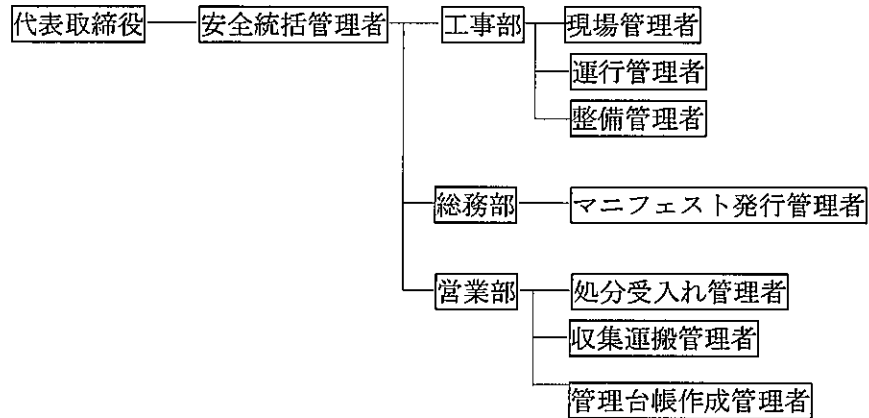 代表取締役 安全統括管理者 工事部 現場管理者
運行管理者
整備管理者
総務部 マニフェスト発行管理者
営業部 処分受入れ管理者
収集運搬管理者
管理台帳作成管理者